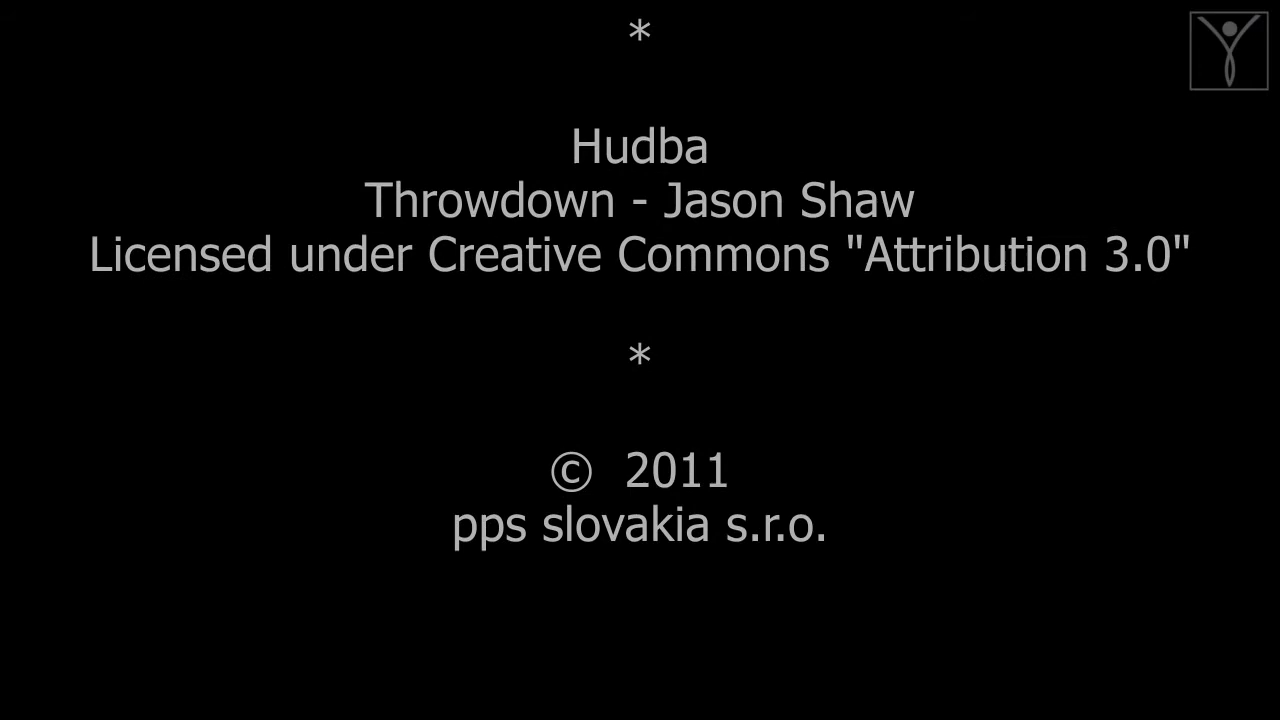 *
Hudba
Throwdown - Jason Shaw
Licensed under Creative Commons "Attribution 3.0"
*
© 2011
pps slovakia s.r.o.